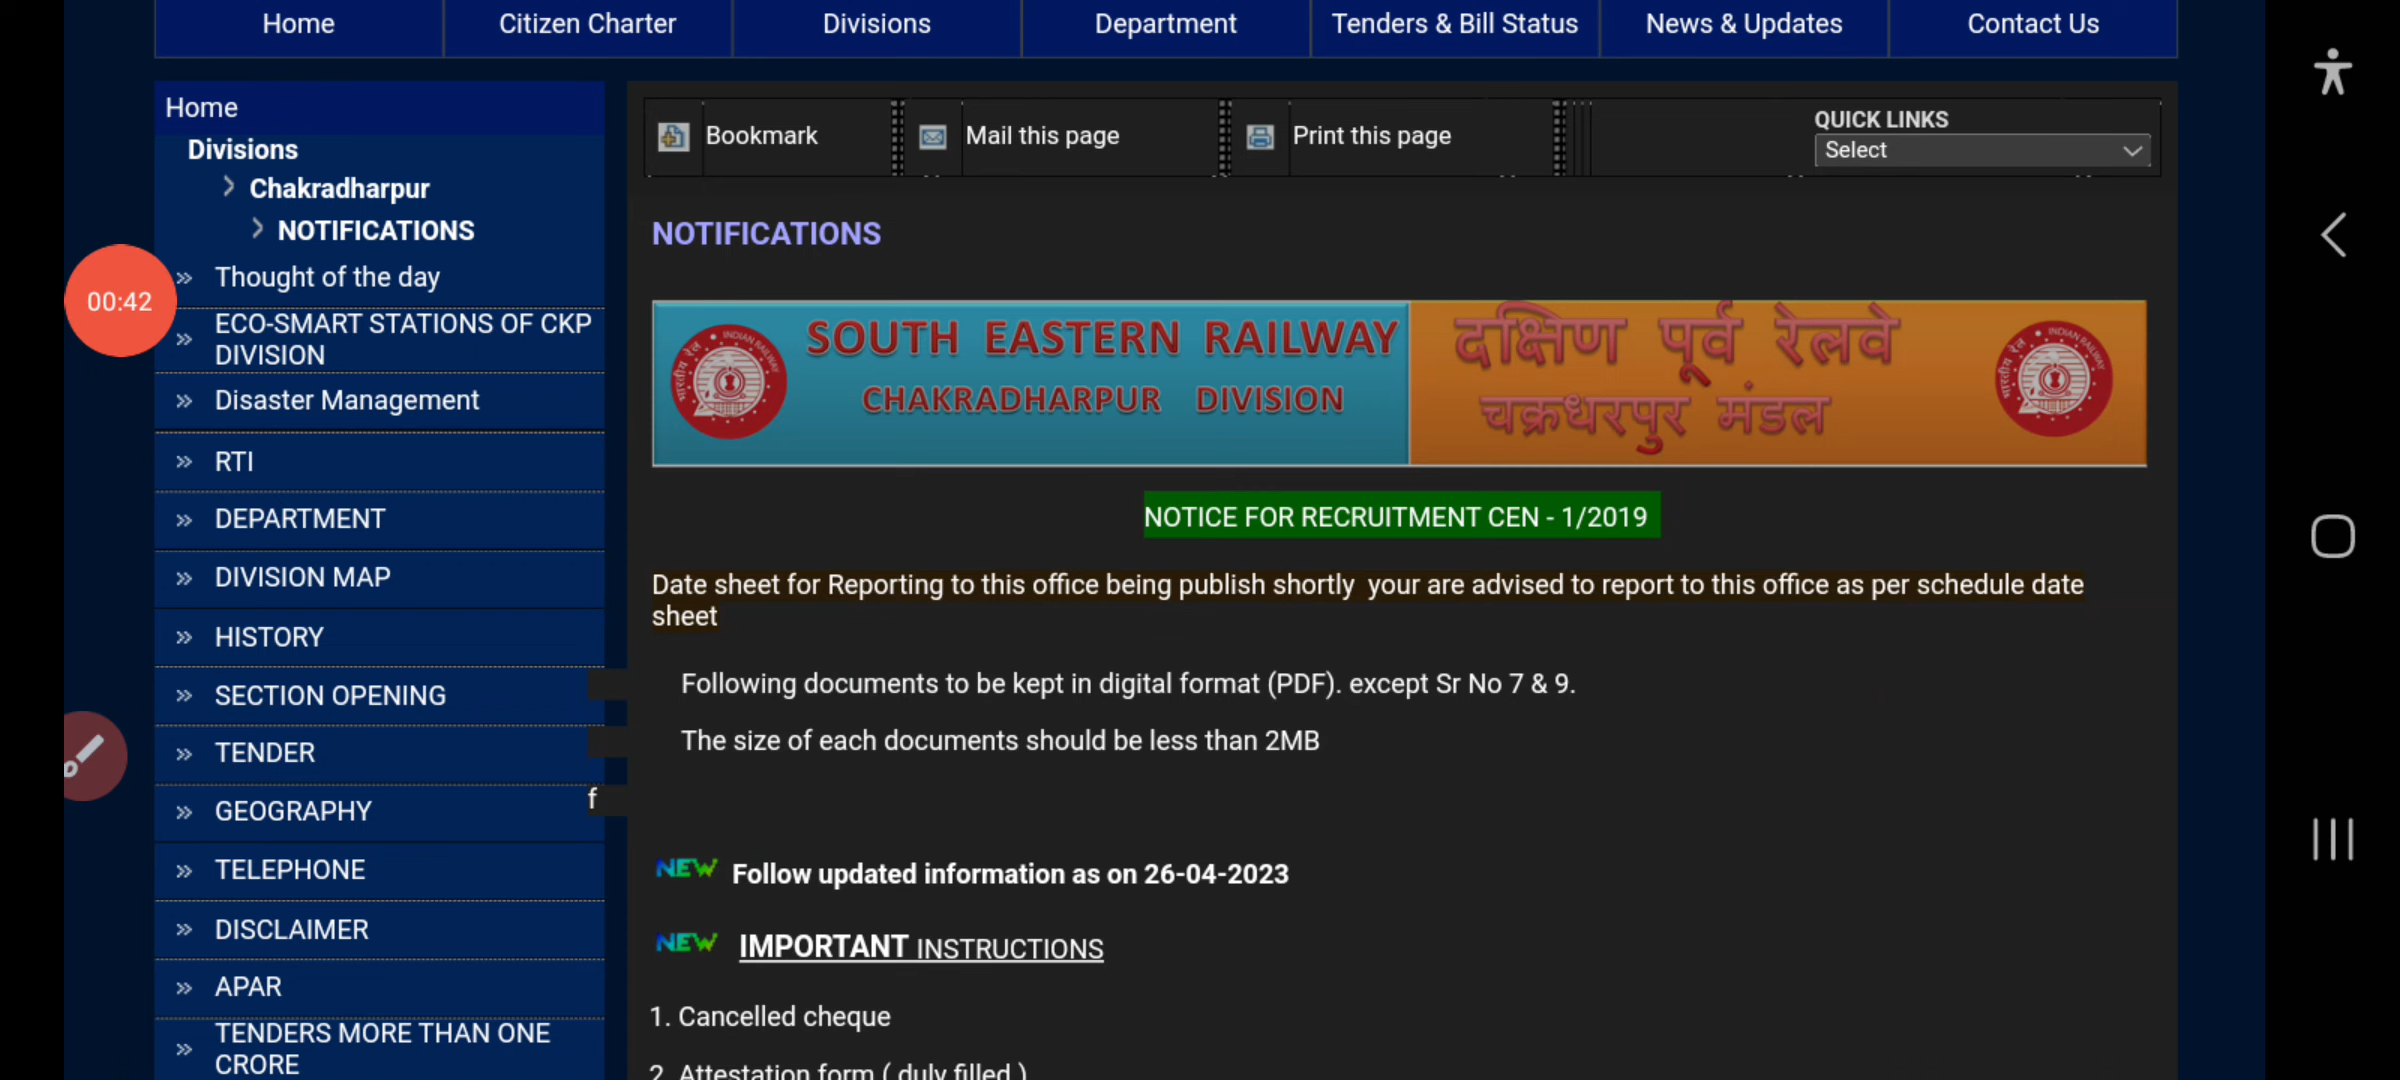 Home Citizen Charter Divisions Department Tenders & Bill Status News & Updates Contact Us
Home
Divisions
Chakradharpur
NOTIFICATIONS
Thought of the day
ECO-SMART STATIONS OF CKP
DIVISION
Disaster Management
RTI
DEPARTMENT
DIVISION MAP
HISTORY
SECTION OPENING
TENDER
GEOGRAPHY
TELEPHONE
DISCLAIMER
APAR
TENDERS MORE THAN ONE
CRORE
00:42
Bookmark Mail this page Print this page
QUICK LINKS
Select
NOTIFICATIONS
SOUTH EASTERN RAILWAY
CHAKRADHARPUR DIVISION
दक्षिण पूर्व रेलवे
चक्रधरपुर मंडल
NOTICE FOR RECRUITMENT CEN - 1/2019
Date sheet for Reporting to this office being publish shortly your are advised to report to this office as per schedule date
sheet
Following documents to be kept in digital format (PDF). except Sr No 7 & 9.
The size of each documents should be less than 2MB
f
NEW Follow updated information as on 26-04-2023
NEW IMPORTANT INSTRUCTIONS
1. Cancelled cheque
2. Attestation form ( duly filled )